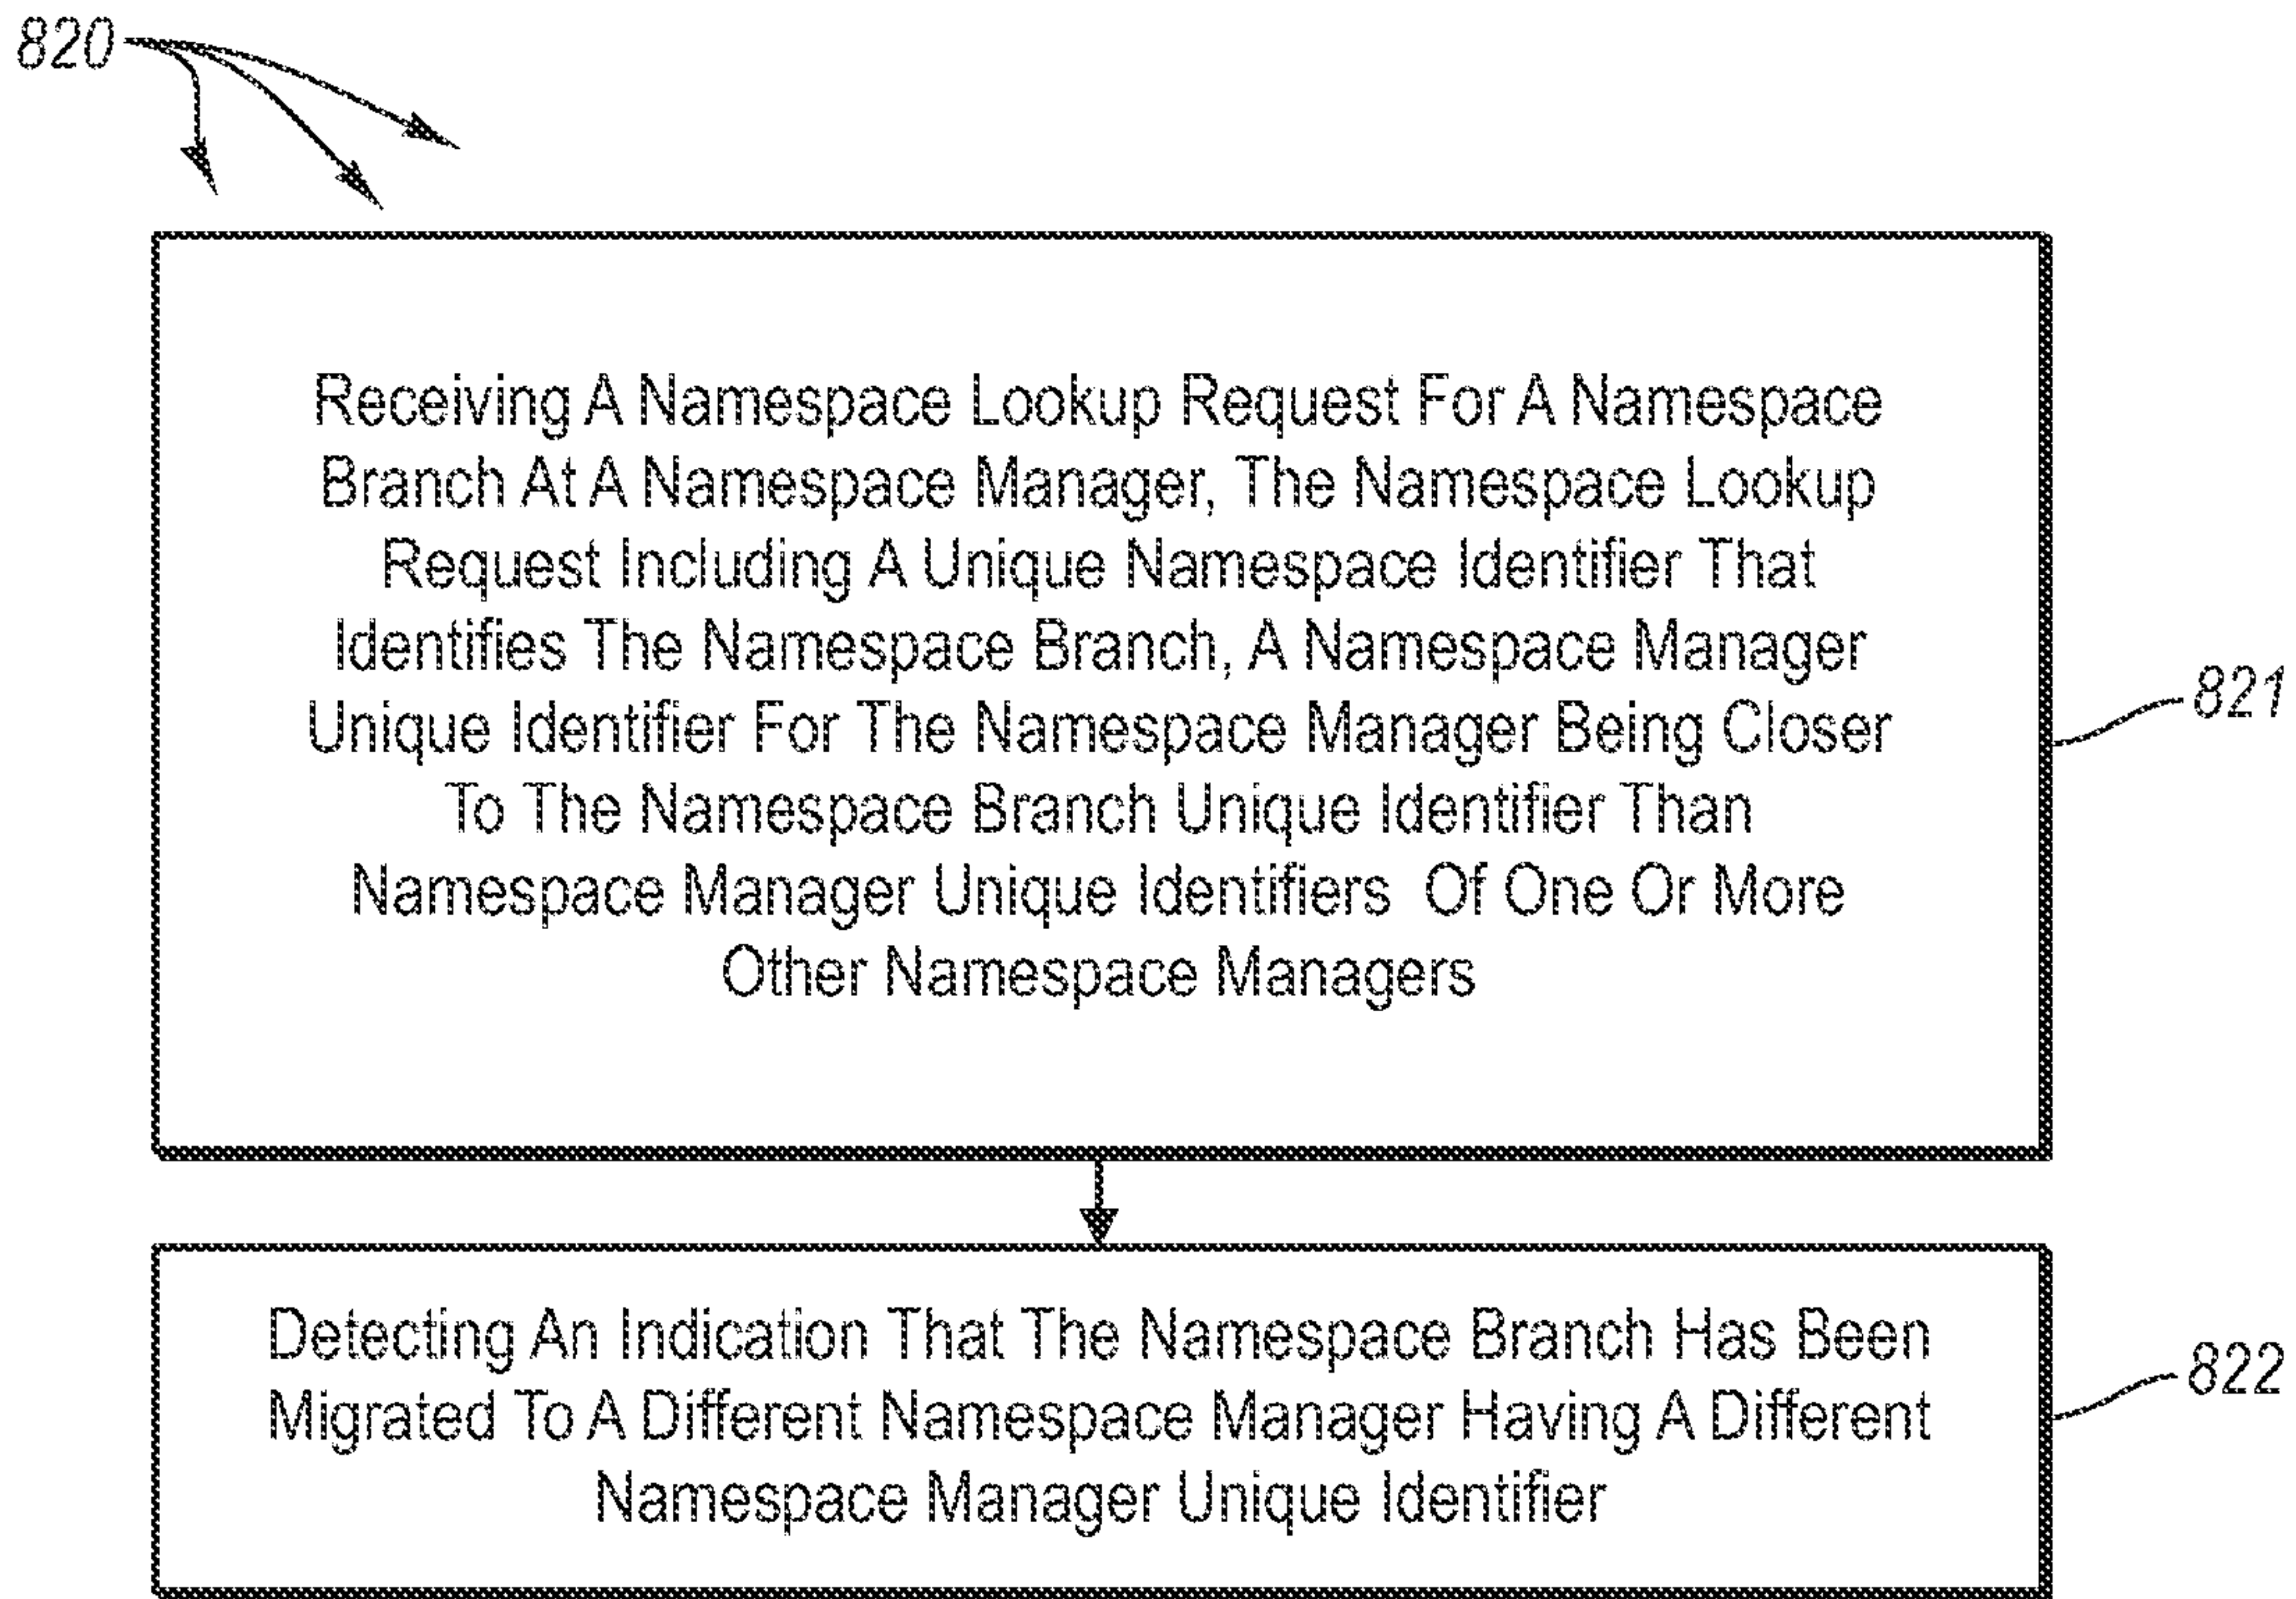 820
Receiving A Namespace Lookup Request For A Namespace
Branch At A Namespace Manager, The Namespace Lookup
Request Including A Unique Namespace Identifier That
Identifies The Namespace Branch, A Namespace Manager
Unique Identifier For The Namespace Manager Being Closer
To The Namespace Branch Unique Identifier Than
Namespace Manager Unique Identifiers Of One Or More
Other Namespace Managers
821
Detecting An Indication That The Namespace Branch Has Been
Migrated To A Different Namespace Manager Having A Different
Namespace Manager Unique Identifier
822